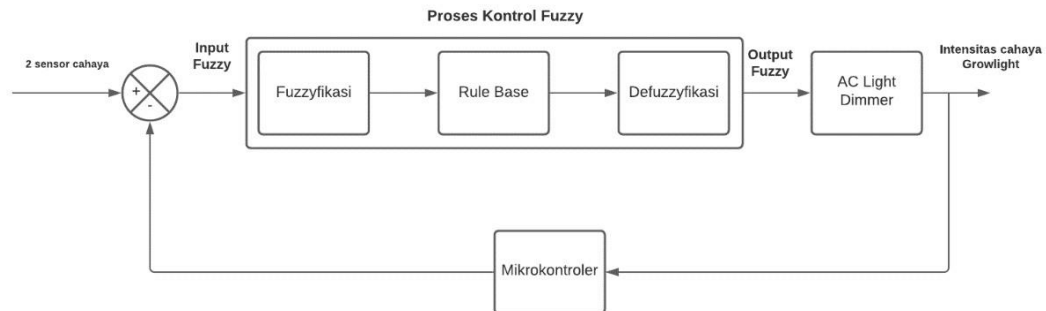 Proses Kontrol Fuzzy
2 sensor cahaya
+
-
Input
Fuzzy
Fuzzyfikasi
Rule Base
Defuzzyfikasi
Output
Fuzzy
AC Light
Dimmer
Intensitas cahaya
Growlight
Mikrokontroler